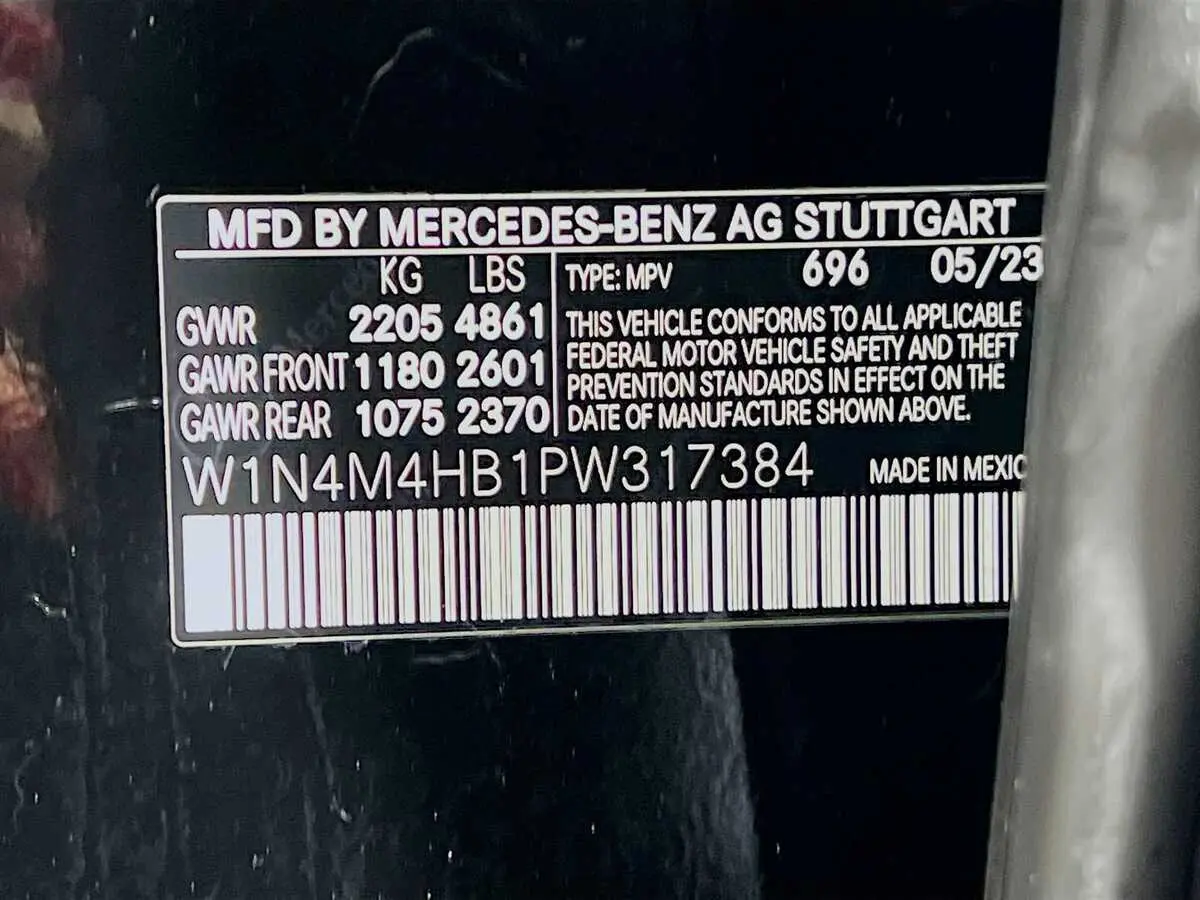 MFD BY MERCEDES-BENZ AG STUTTGART
KG LBS
GVWR 2205 4861
GAWR FRONT 1180 2601
GAWR REAR 1075 2370
TYPE: MPV 696 05/23
THIS VEHICLE CONFORMS TO ALL APPLICABLE
FEDERAL MOTOR VEHICLE SAFETY AND THEFT
PREVENTION STANDARDS IN EFFECT ON THE
DATE OF MANUFACTURE SHOWN ABOVE.
W1N4M4HB1PW317384 MADE IN MEXIC